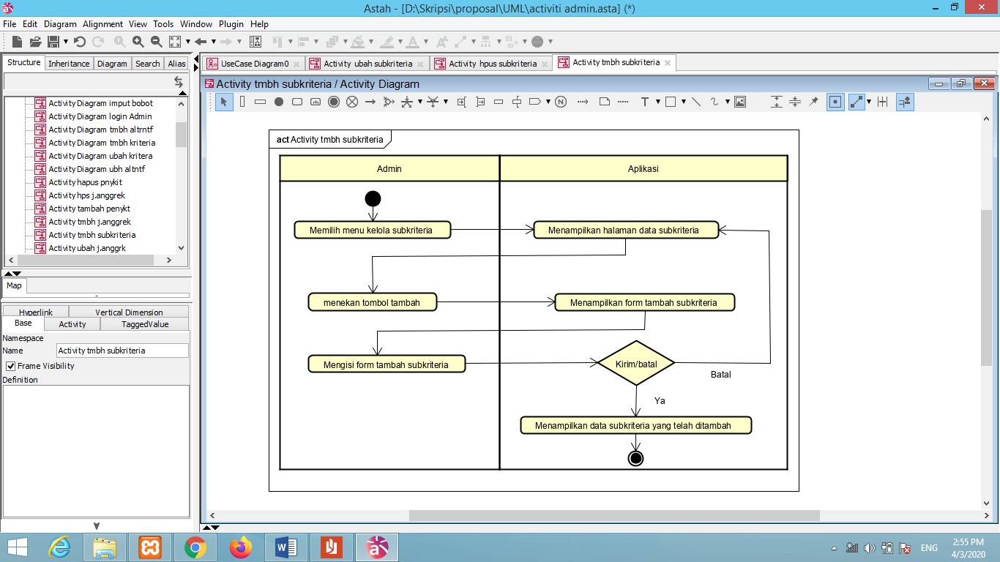 Astah - [D:\Skripsi\proposal\UML\activiti admin.asta] (*)
File Edit Diagram Alignment View Tools Window Plugin Help
Structure Inheritance Diagram Search Alias
UseCase Diagram0 Activity ubah subkriteria Activity hpus subkriteria Activity tmbh subkriteria
Activity tmbh subkriteria / Activity Diagram
Activity Diagram imput bobot
Activity Diagram login Admin
Activity Diagram tmbh altrntf
Activity Diagram tmbh kriteria
Activity Diagram ubah kritera
Activity Diagram ubh altntf
Activity hapus pnykit
Activity hps j.anggrek
Activity tambah penykt
Activity tmbh j.anggrek
Activity tmbh subkriteria
Activity ubah j.anggrk
Map
Hyperlink Vertical Dimension
Base Activity TaggedValue
Namespace
Name Activity tmbh subkriteria
Frame Visibility
Definition
N
T
act Activity tmbh subkriteria
Admin Aplikasi
Memilih menu kelola subkriteria Menampilkan halaman data subkriteria
menekan tombol tambah Menampilkan form tambah subkriteria
Mengisi form tambah subkriteria Kirim/batal
Batal
Ya
Menampilkan data subkriteria yang telah ditambah
ENG
2:55 PM
4/3/2020